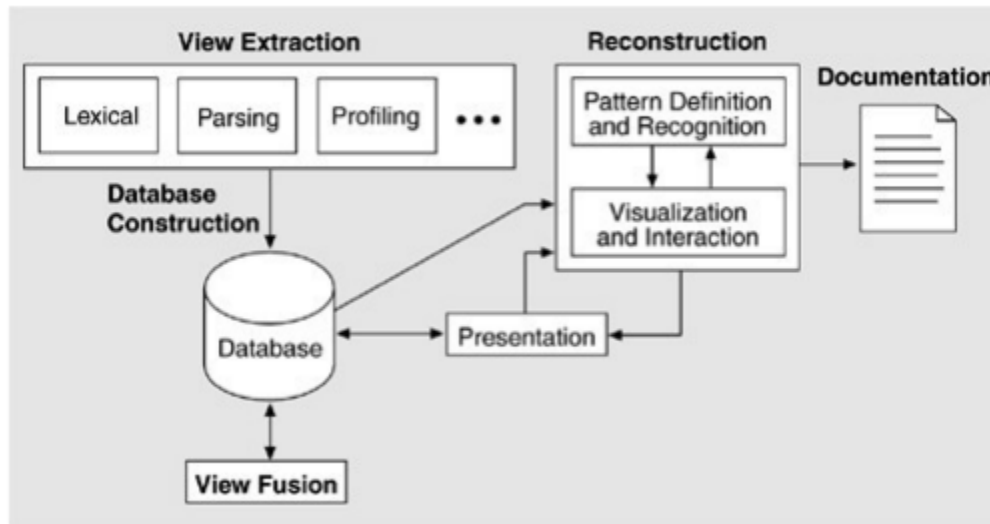 View Extraction
Lexical
Parsing
Profiling
•••
Database
Construction
Database
View Fusion
Presentation
Reconstruction
Pattern Definition
and Recognition
Visualization
and Interaction
Documentation